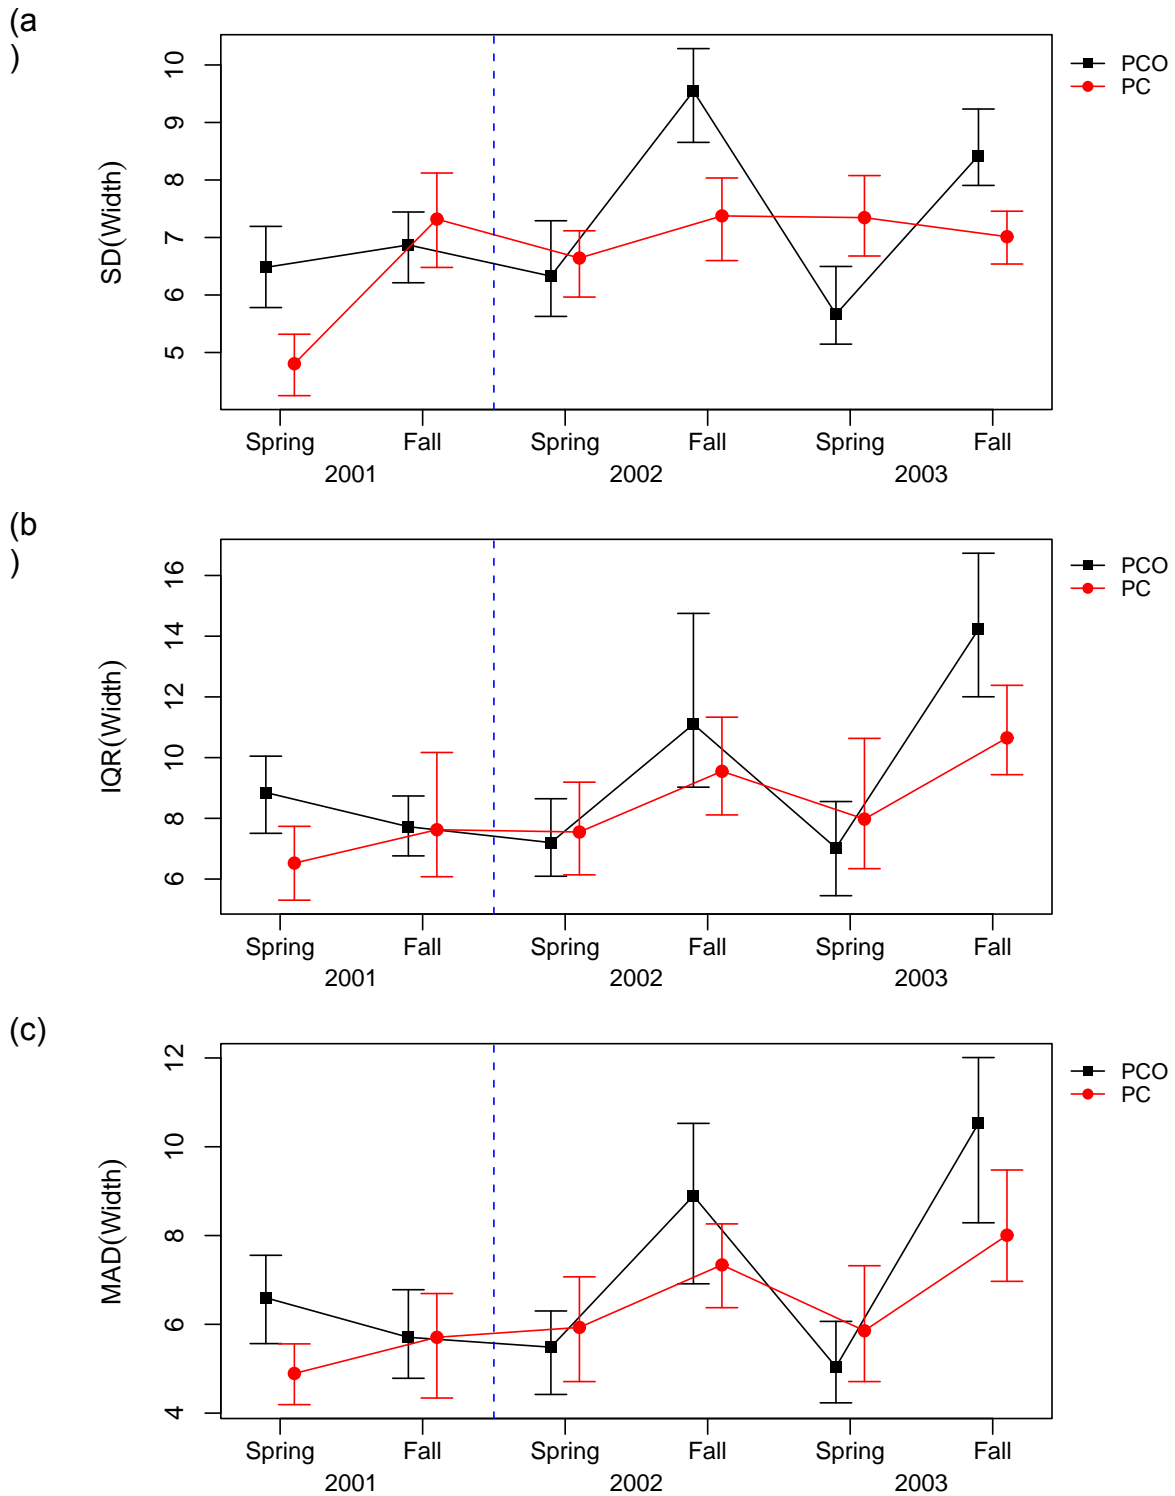 (a
)
SD(Width)
10
9
8
7
6
5
PCO
PC
Spring Fall Spring Fall Spring Fall
2001 2002 2003
(b
)
IQR(Width)
16
14
12
10
8
6
PCO
PC
Spring Fall Spring Fall Spring Fall
2001 2002 2003
(c)
MAD(Width)
12
10
8
6
4
PCO
PC
Spring Fall Spring Fall Spring Fall
2001 2002 2003